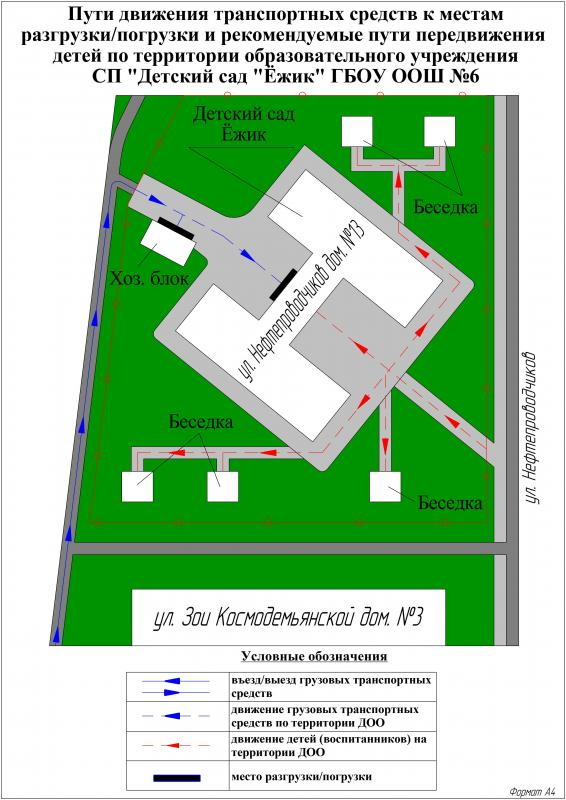 Пути движения транспортных средств к местам
разгрузки/погрузки и рекомендуемые пути передвижения
детей по территории образовательного учреждения
СП "Детский сад "Ёжик" ГБОУ ООШ №6
Детский сад
Ёжик
Беседка
Хоз. блок
ул. Нефтепроводчиков дом. №13
ул. Нефтепроводчиков
Беседка
Беседка
ул. Зои Космодемьянской дом. №3
Условные обозначения
въезд/выезд грузовых транспортных
средств
движение грузовых транспортных
средств по территории ДОО
движение детей (воспитанников) на
территории ДОО
место разгрузки/погрузки
Формат А4